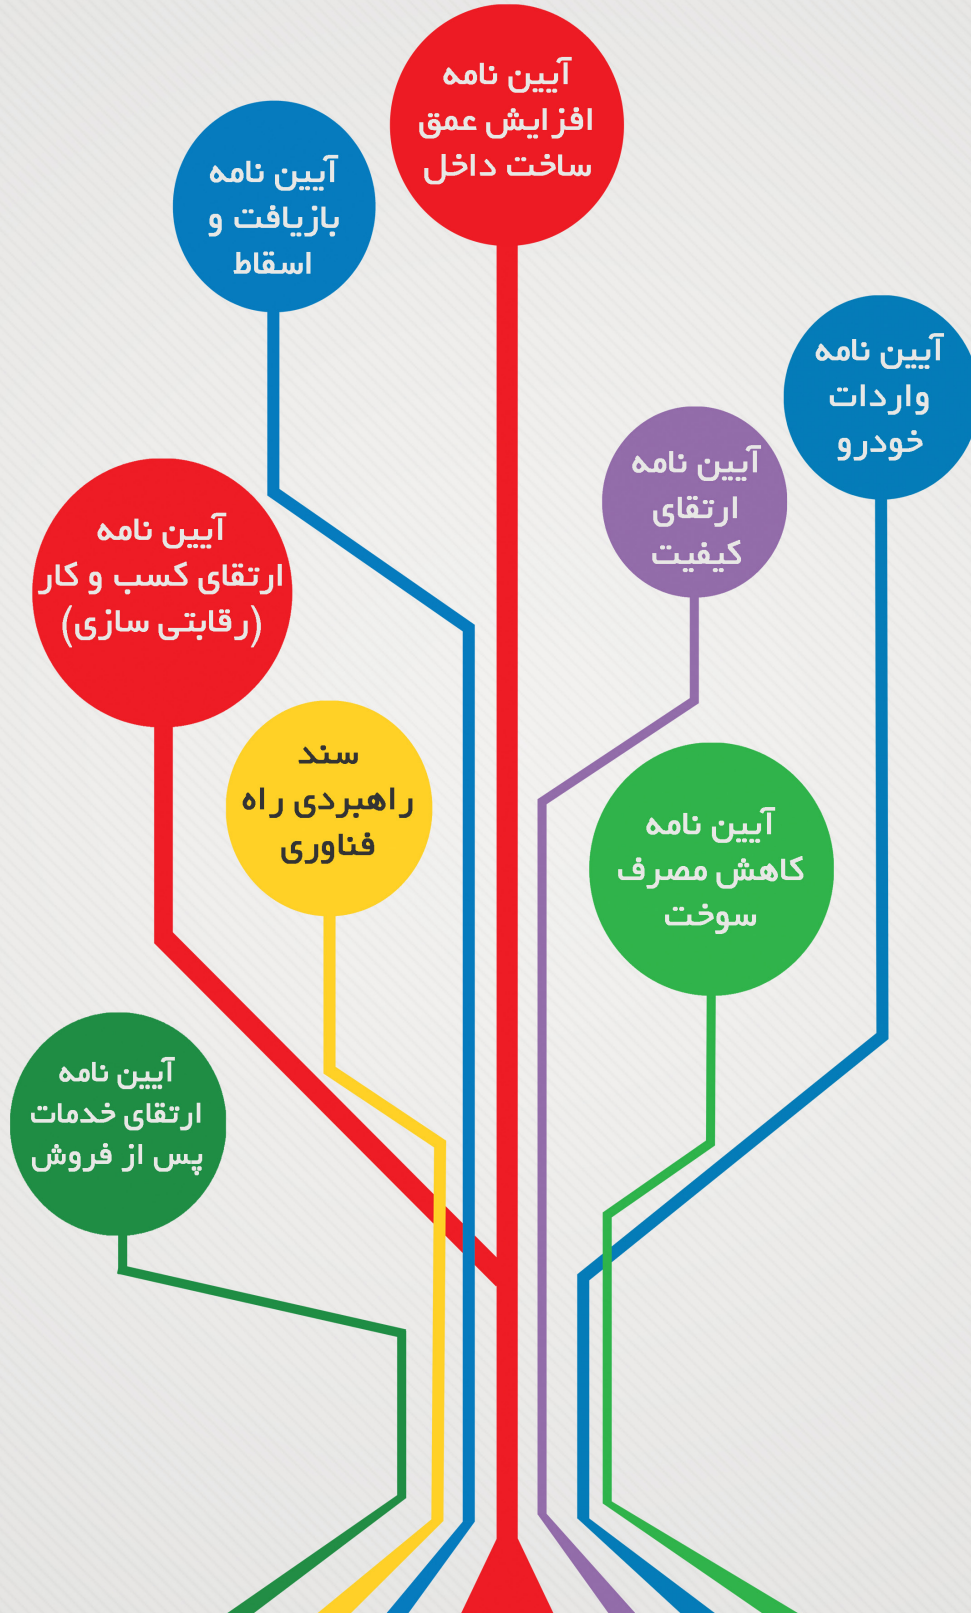 آیین نامه
افزایش عمق
ساخت داخل
آیین نامه
بازیافت و
اسقاط
آیین نامه
واردات
خودرو
آیین نامه
ارتقای
کیفیت
آیین نامه
ارتقای کسب و کار
(رقابتی سازی)
سند
راهبردی راه
فناوری
آیین نامه
کاهش مصرف
سوخت
آیین نامه
ارتقای خدمات
پس از فروش